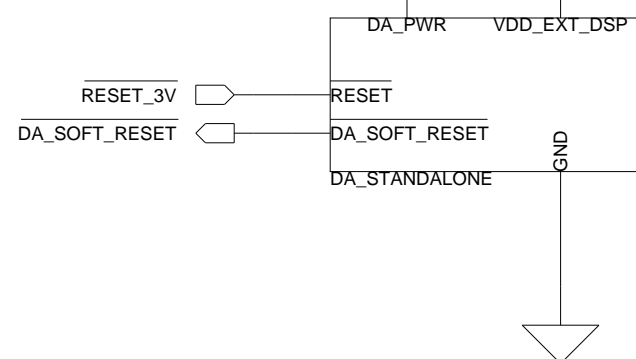 DA_PWR VDD_EXT_DSP
RESET_3V RESET
DA_SOFT_RESET DA_SOFT_RESET
GND
DA_STANDALONE